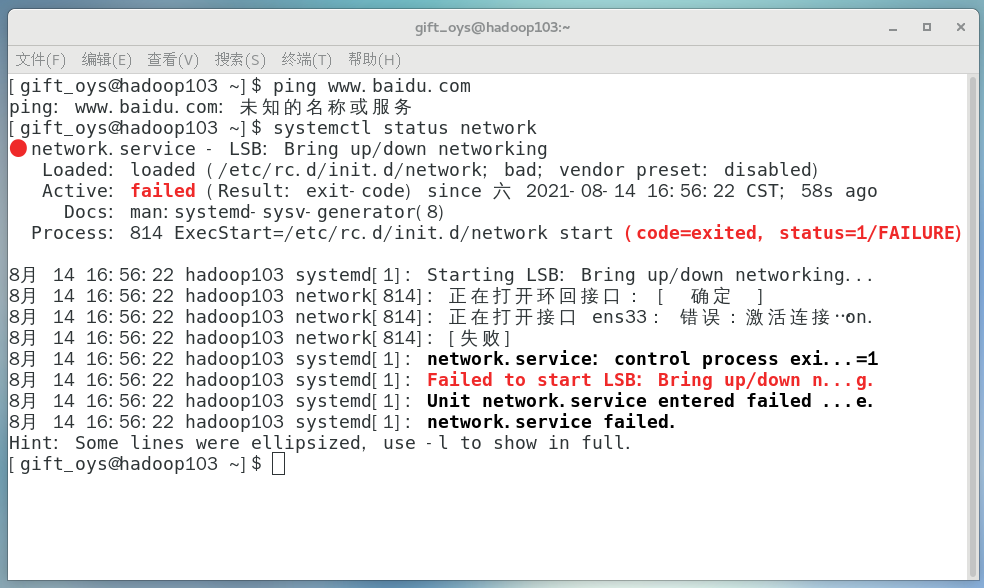 gift_oys@hadoop103:~
文件(F) 编辑(E) 查看(V) 搜索(S) 终端(T) 帮助(H)
[gift_oys@hadoop103 ~]$ ping www.baidu.com
ping: www.baidu.com: 未知的名称或服务
[gift_oys@hadoop103 ~]$ systemctl status network
●network.service - LSB: Bring up/down networking
   Loaded: loaded (/etc/rc.d/init.d/network; bad; vendor preset: disabled)
   Active: failed (Result: exit-code) since 六 2021-08-14 16:56:22 CST; 58s ago
     Docs: man:systemd-sysv-generator(8)
  Process: 814 ExecStart=/etc/rc.d/init.d/network start (code=exited, status=1/FAILURE)
8月 14 16:56:22 hadoop103 systemd[1]: Starting LSB: Bring up/down networking...
8月 14 16:56:22 hadoop103 network[814]: 正在打开环回接口： [  确定  ]
8月 14 16:56:22 hadoop103 network[814]: 正在打开接口 ens33： 错误：激活连接…on.
8月 14 16:56:22 hadoop103 network[814]: [失败]
8月 14 16:56:22 hadoop103 systemd[1]: network.service: control process exi...=1
8月 14 16:56:22 hadoop103 systemd[1]: Failed to start LSB: Bring up/down n...g.
8月 14 16:56:22 hadoop103 systemd[1]: Unit network.service entered failed ...e.
8月 14 16:56:22 hadoop103 systemd[1]: network.service failed.
Hint: Some lines were ellipsized, use -l to show in full.
[gift_oys@hadoop103 ~]$